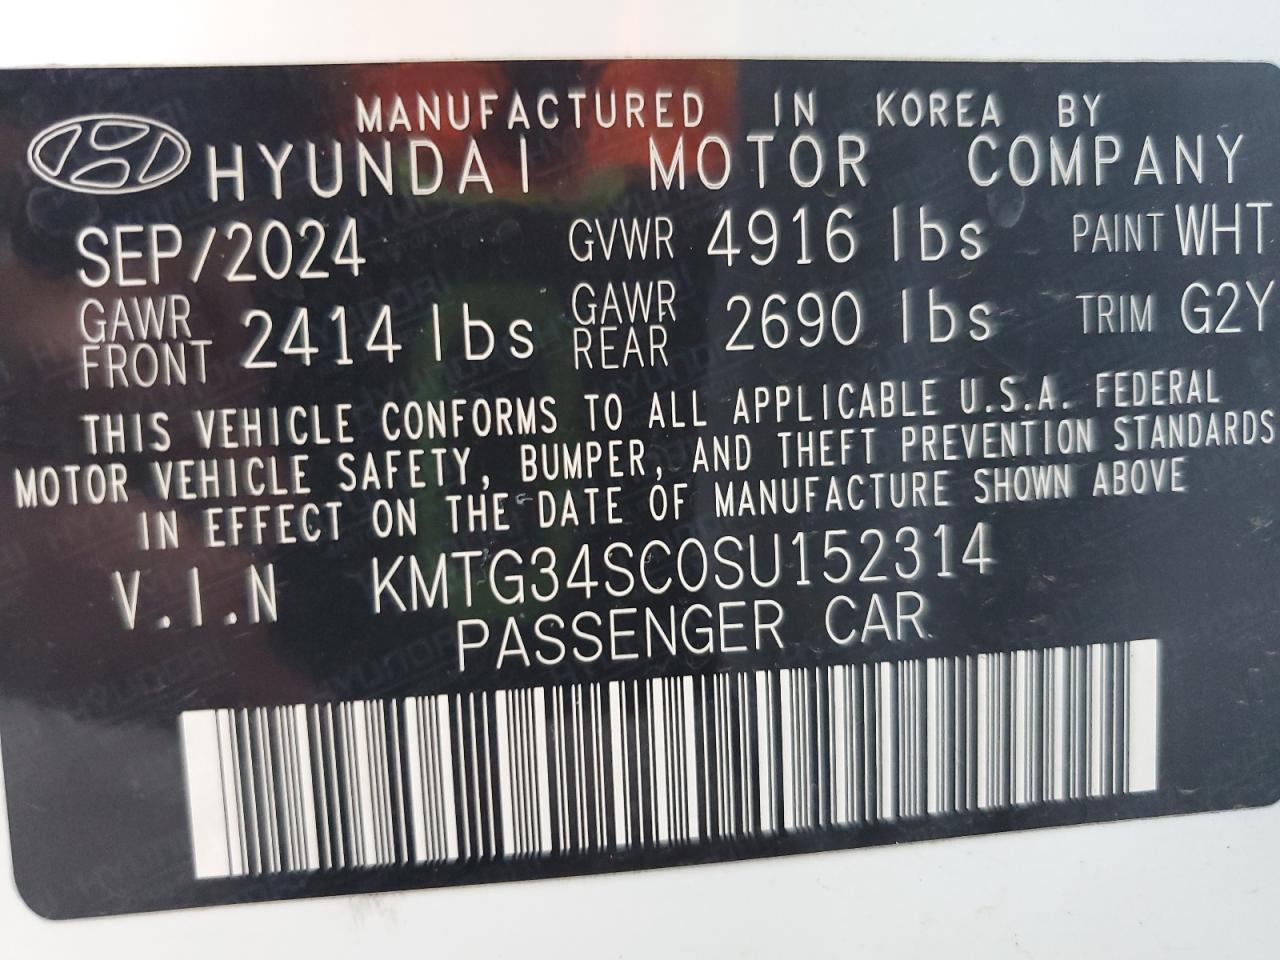 MANUFACTURED IN KOREA BY
HYUNDAI MOTOR COMPANY
SEP/2024 GVWR 4916 lbs PAINT WHT
GAWR FRONT 2414 lbs GAWR REAR 2690 lbs TRIM G2Y
THIS VEHICLE CONFORMS TO ALL APPLICABLE U.S.A. FEDERAL
MOTOR VEHICLE SAFETY, BUMPER, AND THEFT PREVENTION STANDARDS
IN EFFECT ON THE DATE OF MANUFACTURE SHOWN ABOVE
V.I.N KMTG34SC0SU152314
PASSENGER CAR